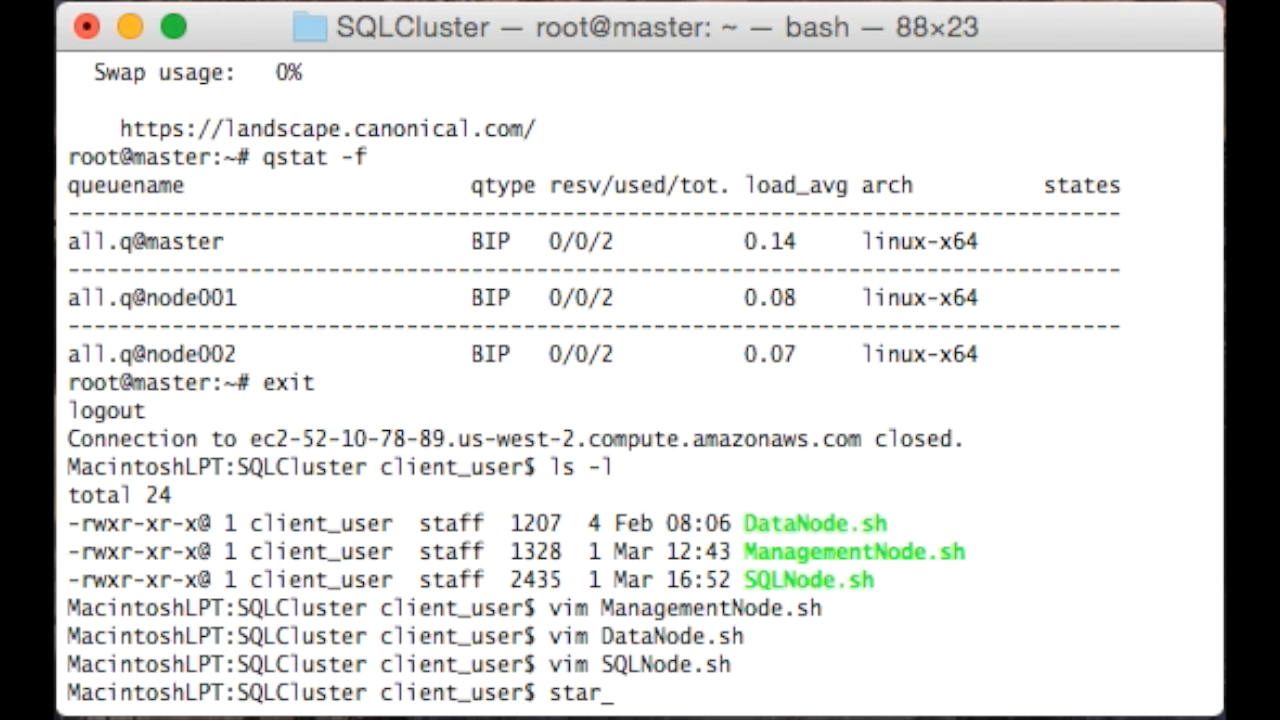 SQLCluster — root@master: ~ — bash — 88×23
Swap usage:   0%
https://landscape.canonical.com/
root@master:~# qstat -f
queuename                      qtype resv/used/tot. load_avg arch          states
---------------------------------------------------------------------------------
all.q@master                   BIP   0/0/2          0.14     linux-x64
---------------------------------------------------------------------------------
all.q@node001                  BIP   0/0/2          0.08     linux-x64
---------------------------------------------------------------------------------
all.q@node002                  BIP   0/0/2          0.07     linux-x64
root@master:~# exit
logout
Connection to ec2-52-10-78-89.us-west-2.compute.amazonaws.com closed.
MacintoshLPT:SQLCluster client_user$ ls -l
total 24
-rwxr-xr-x@ 1 client_user  staff  1207  4 Feb 08:06 DataNode.sh
-rwxr-xr-x@ 1 client_user  staff  1328  1 Mar 12:43 ManagementNode.sh
-rwxr-xr-x@ 1 client_user  staff  2435  1 Mar 16:52 SQLNode.sh
MacintoshLPT:SQLCluster client_user$ vim ManagementNode.sh
MacintoshLPT:SQLCluster client_user$ vim DataNode.sh
MacintoshLPT:SQLCluster client_user$ vim SQLNode.sh
MacintoshLPT:SQLCluster client_user$ star_